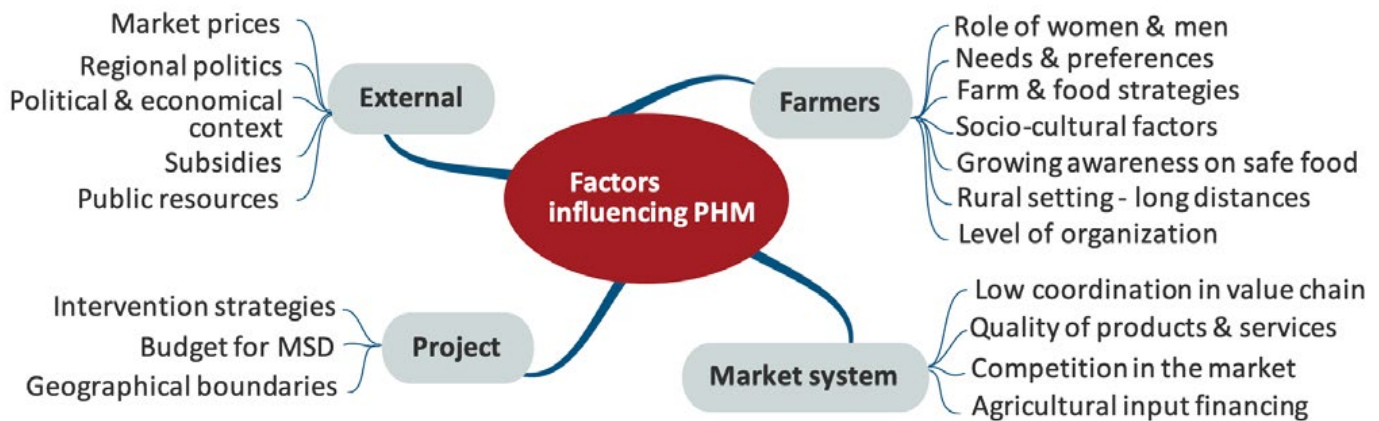 Factors
influencing PHM
External
Market prices
Regional politics
Political & economical
context
Subsidies
Public resources
Farmers
Role of women & men
Needs & preferences
Farm & food strategies
Socio-cultural factors
Growing awareness on safe food
Rural setting - long distances
Level of organization
Project
Intervention strategies
Budget for MSD
Geographical boundaries
Market system
Low coordination in value chain
Quality of products & services
Competition in the market
Agricultural input financing